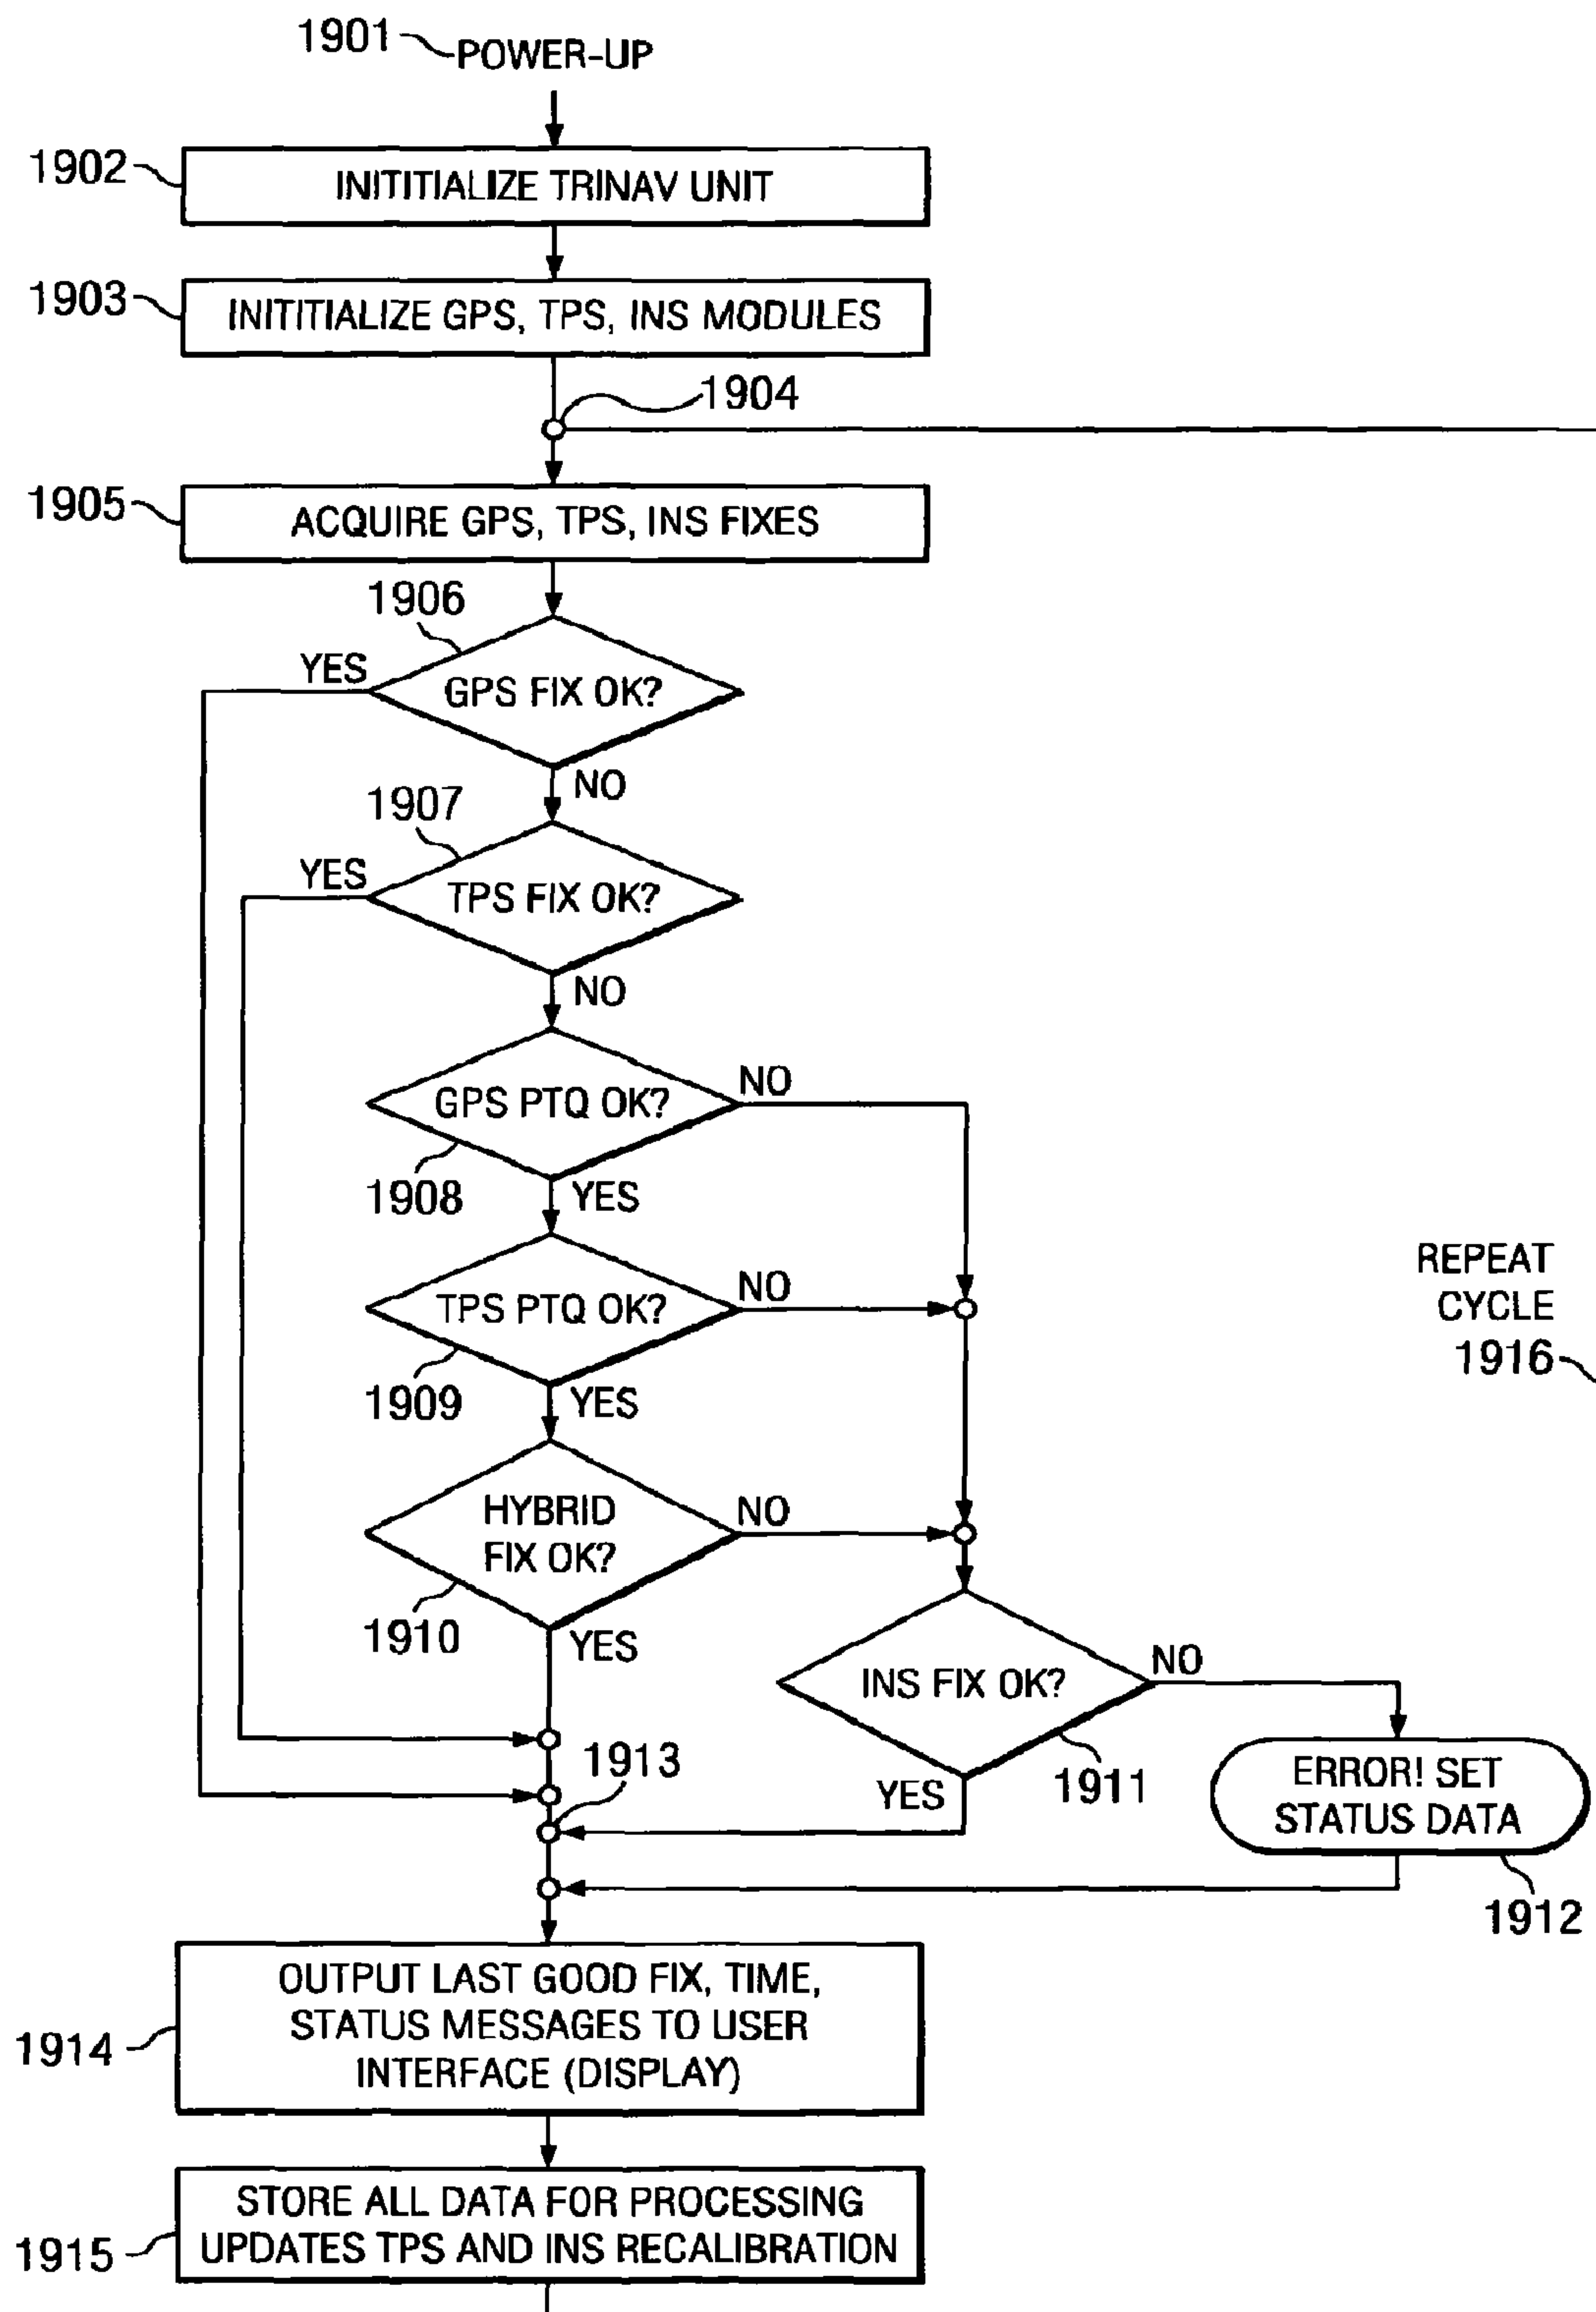 1901
POWER-UP
1902
INITITIALIZE TRINAV UNIT
1903
INITITIALIZE GPS, TPS, INS MODULES
1904
1905
ACQUIRE GPS, TPS, INS FIXES
1906
YES
GPS FIX OK?
NO
1907
YES
TPS FIX OK?
NO
GPS PTQ OK?
NO
1908
YES
TPS PTQ OK?
NO
1909
YES
REPEAT
CYCLE
1916
HYBRID
FIX OK?
NO
1910
YES
INS FIX OK?
NO
1911
YES
1913
ERROR! SET
STATUS DATA
1912
1914
OUTPUT LAST GOOD FIX, TIME,
STATUS MESSAGES TO USER
INTERFACE (DISPLAY)
1915
STORE ALL DATA FOR PROCESSING
UPDATES TPS AND INS RECALIBRATION